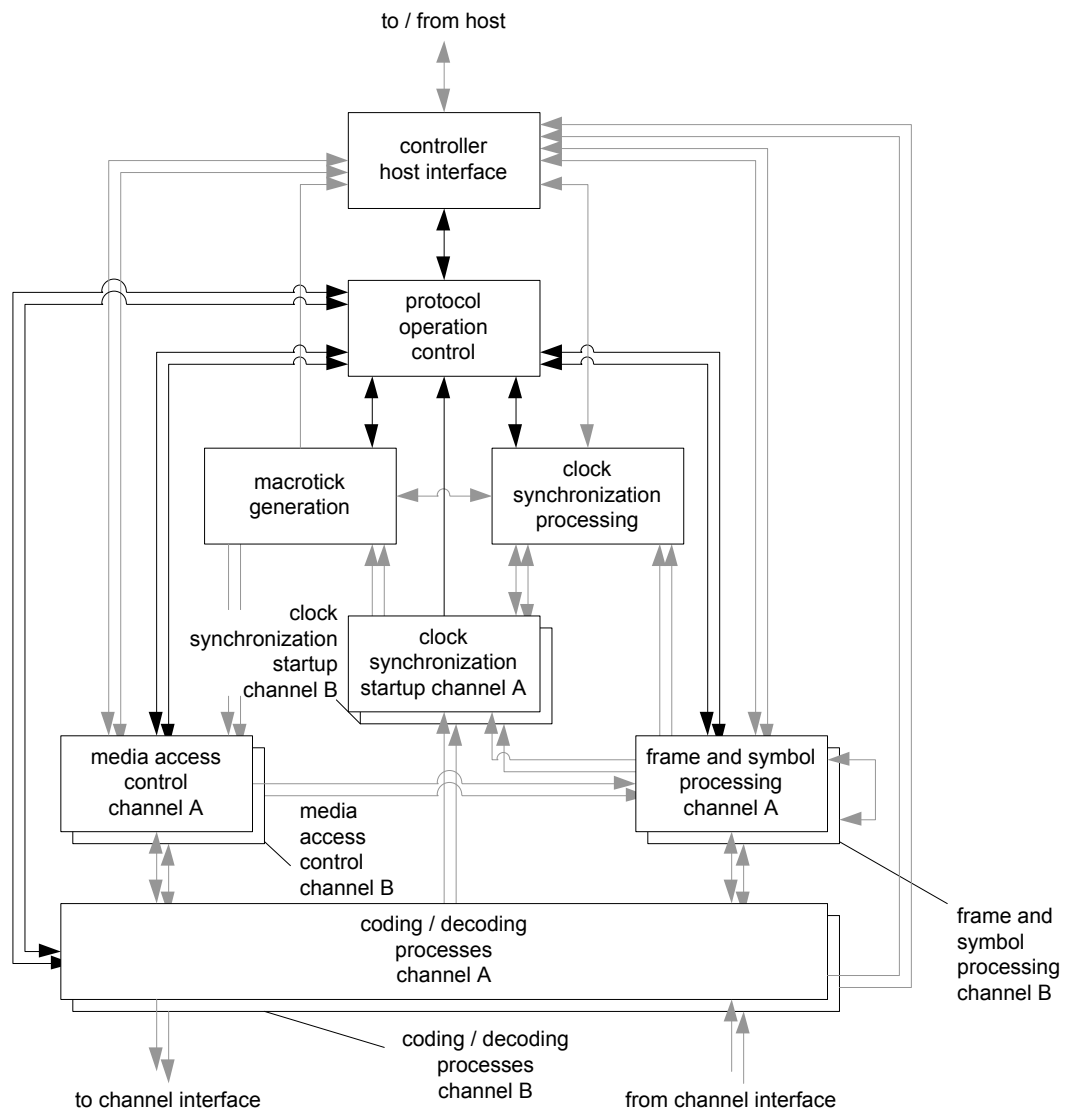 to / from host
controller
host interface
protocol
operation
control
macrotick
generation
clock
synchronization
processing
clock
synchronization
startup
channel B
clock
synchronization
startup channel A
media access
control
channel A
media
access
control
channel B
frame and symbol
processing
channel A
frame and
symbol
processing
channel B
coding / decoding
processes
channel A
coding / decoding
processes
channel B
to channel interface
from channel interface